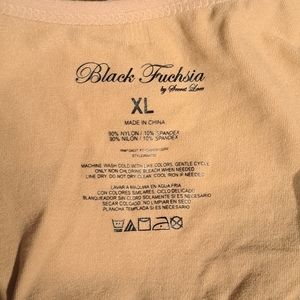 Black Fuchsia
by Secret Lace
XL
MADE IN CHINA
90% NYLON / 10% SPANDEX
90% NILON / 10% SPANDEX
MACHINE WASH COLD WITH LIKE COLORS. GENTLE CYCLE
ONLY NON CHLORINE BLEACH WHEN NEEDED
LINE DRY. DO NOT DRY CLEAN. COOL IRON IF NEEDED
LAVAR A MAQUINA EN AGUA FRIA
CON COLORES SIMILARES. CICLO DELICADO
BLANQUEADOR SIN CLORO SOLAMENTE SI ES NECESARIO
SECAR COLGADO. NO LIMPIAR EN SECO
PLANCHA TEMPLADA SI ES NECESARIO